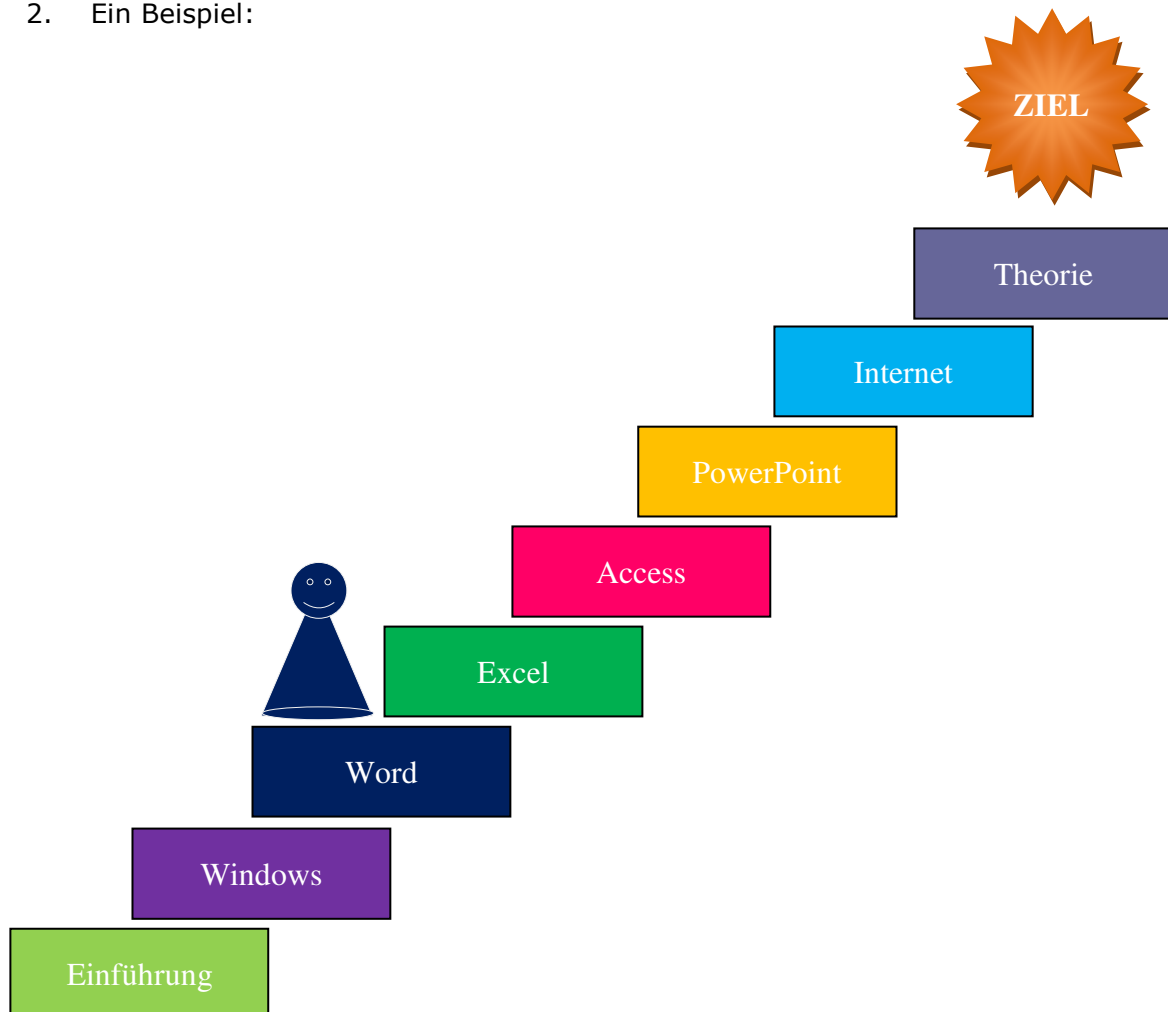 2. Ein Beispiel:
ZIEL
Theorie
Internet
PowerPoint
Access
Excel
Word
Windows
Einführung